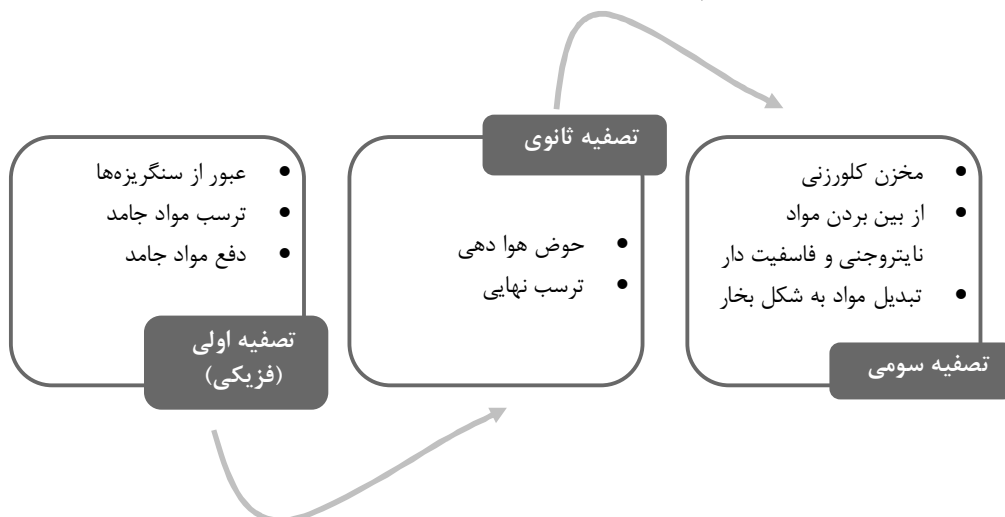 تصفیه اولی
(فزیکی)
• عبور از سنگریزه‌ها
• ترسب مواد جامد
• دفع مواد جامد
تصفیه ثانوی
• حوض هوا دهی
• ترسب نهایی
تصفیه سومی
• مخزن کلورزنی
• از بین بردن مواد
نایتروجنی و فاسفیت دار
• تبدیل مواد به شکل بخار